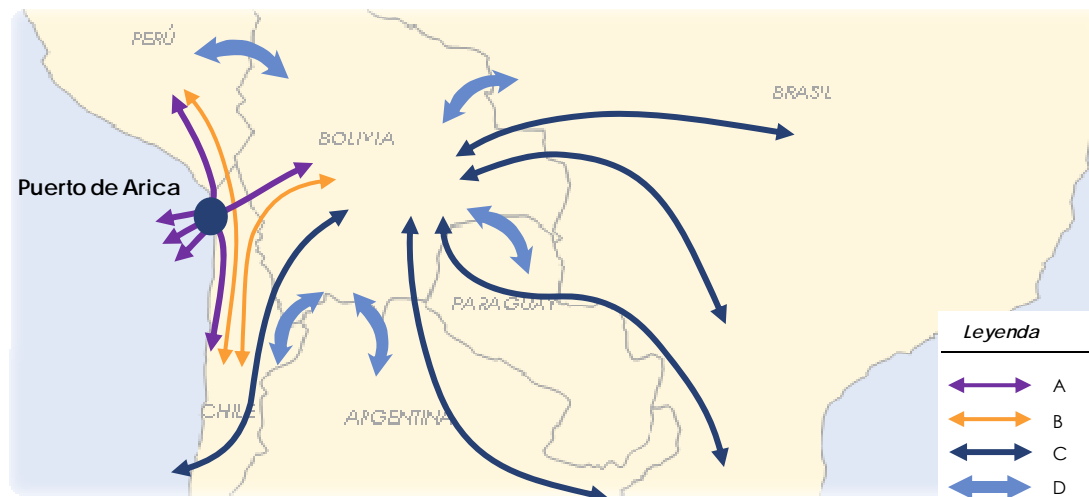 PERÚ
BRASIL
BOLIVIA
Puerto de Arica
PARAGUAY
CHILE
ARGENTINA
Leyenda
A
B
C
D